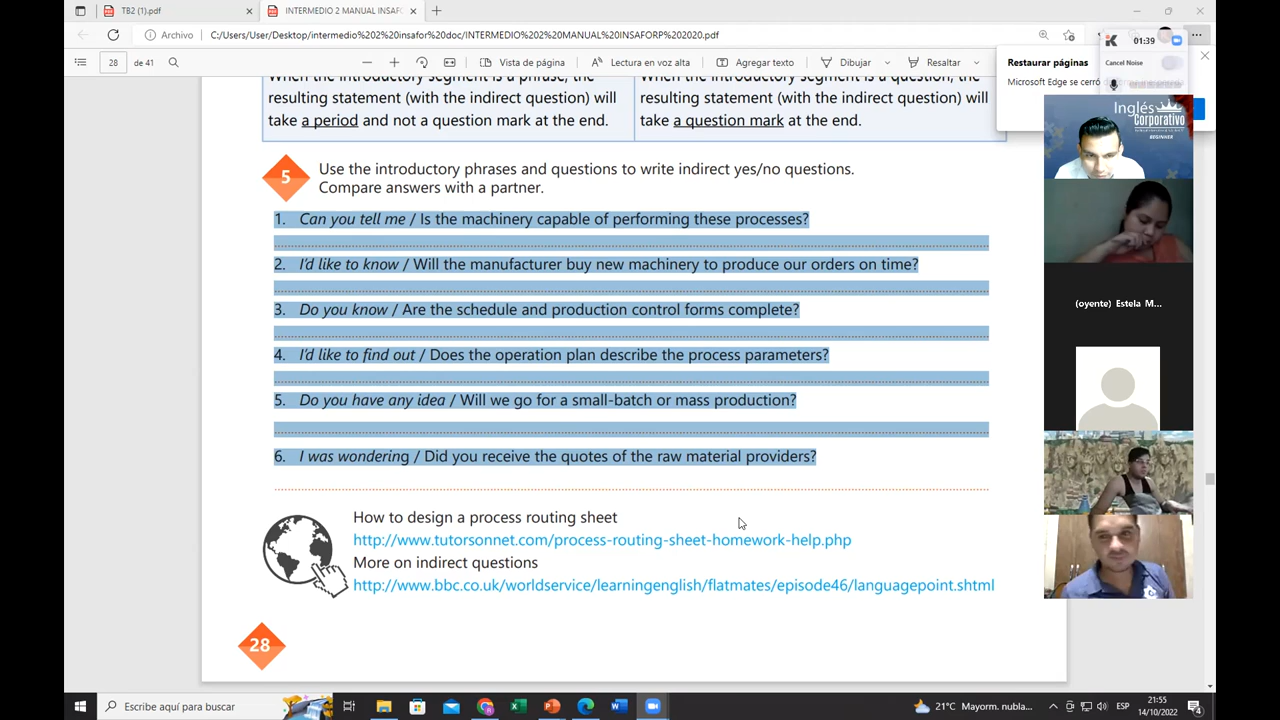 TB2 (1).pdf
INTERMEDIO 2 MANUAL INSAF
Archivo
C:/Users/User/Desktop/intermedio%202%20insafor%20doc/INTERMEDIO%202%20MANUAL%20INSAFORP%202020.pdf
01:39
28 de 41
Vista de página
Lectura en voz alta
Agregar texto
Dibujar
Resaltar
Restaurar páginas
Cancel Noise
Microsoft Edge se cerró
Inglés
Corporativo
BEGINNER
When the introductory segment is a phrase, the
resulting statement (with the indirect question) will
take a period and not a question mark at the end.
When the introductory segment is a question, the
resulting statement (with the indirect question) will
take a question mark at the end.
5
Use the introductory phrases and questions to write indirect yes/no questions.
Compare answers with a partner.
1. Can you tell me / Is the machinery capable of performing these processes?
2. I'd like to know / Will the manufacturer buy new machinery to produce our orders on time?
3. Do you know / Are the schedule and production control forms complete?
4. I'd like to find out / Does the operation plan describe the process parameters?
5. Do you have any idea / Will we go for a small-batch or mass production?
6. I was wondering / Did you receive the quotes of the raw material providers?
How to design a process routing sheet
http://www.tutorsonnet.com/process-routing-sheet-homework-help.php
More on indirect questions
http://www.bbc.co.uk/worldservice/learningenglish/flatmates/episode46/languagepoint.shtml
28
(oyente) Estela M...
Escribe aquí para buscar
21°C Mayorm. nubla...
ESP
21:55
14/10/2022
4